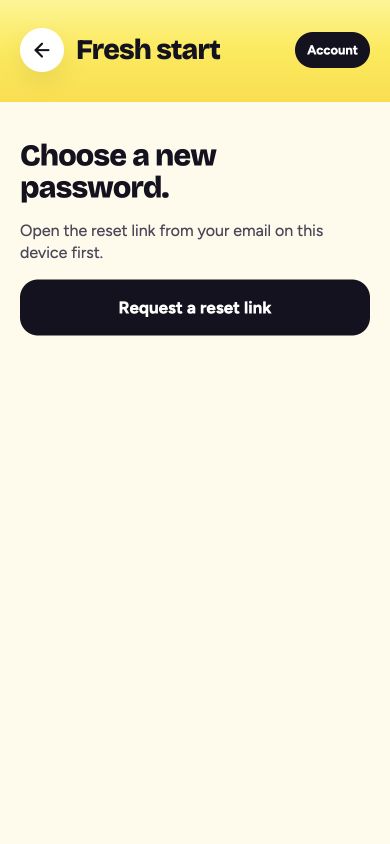 Fresh start
Account
Choose a new
password.
Open the reset link from your email on this
device first.
Request a reset link